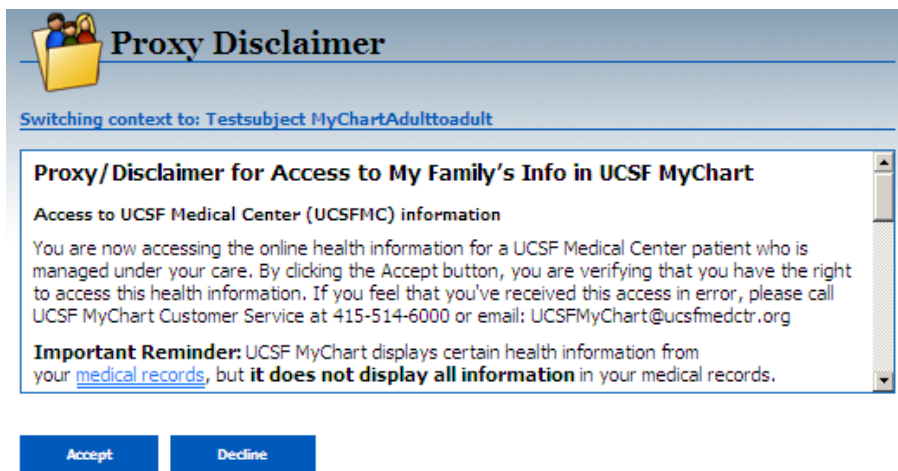 Proxy Disclaimer
Switching context to: Testsubject MyChartAdulttoadult
Proxy/Disclaimer for Access to My Family's Info in UCSF MyChart
Access to UCSF Medical Center (UCSFMC) information
You are now accessing the online health information for a UCSF Medical Center patient who is
managed under your care. By clicking the Accept button, you are verifying that you have the right
to access this health information. If you feel that you've received this access in error, please call
UCSF MyChart Customer Service at 415-514-6000 or email: UCSFMyChart@ucsfmedctr.org
Important Reminder: UCSF MyChart displays certain health information from
your medical records, but it does not display all information in your medical records.
Accept Decline